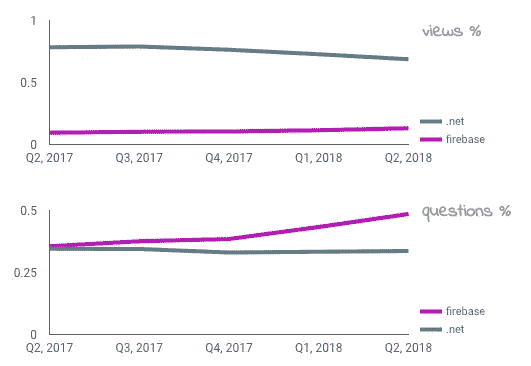 views %
1
0.5
0
Q2, 2017 Q3, 2017 Q4, 2017 Q1, 2018 Q2, 2018
.net
firebase
questions %
0.5
0.25
0
Q2, 2017 Q3, 2017 Q4, 2017 Q1, 2018 Q2, 2018
firebase
.net